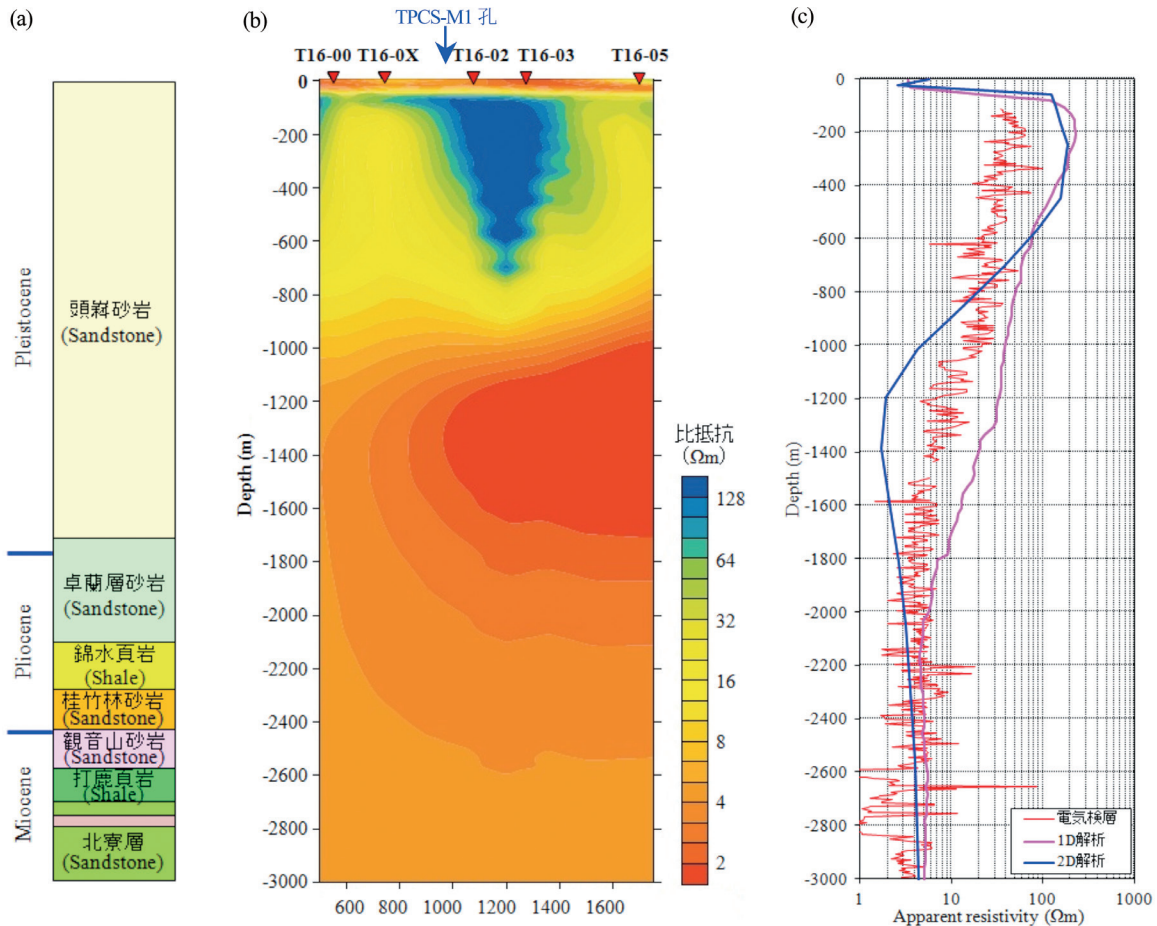 (a)
Pleistocene
Pliocene
Miocene
頭嵙砂岩
(Sandstone)
卓蘭層砂岩
(Sandstone)
錦水頁岩
(Shale)
桂竹林砂岩
(Sandstone)
観音山砂岩
(Sandstone)
打鹿頁岩
(Shale)
北寮層
(Sandstone)
(b)
TPCS-M1 孔
T16-00 T16-0X T16-02 T16-03 T16-05
Depth (m)
0
-200
-400
-600
-800
-1000
-1200
-1400
-1600
-1800
-2000
-2200
-2400
-2600
-2800
-3000
600 800 1000 1200 1400 1600
比抵抗
(Ωm)
128
64
32
16
8
4
2
(c)
Depth (m)
0
-200
-400
-600
-800
-1000
-1200
-1400
-1600
-1800
-2000
-2200
-2400
-2600
-2800
-3000
電気検層
1D解析
2D解析
1 10 100 1000
Apparent resistivity (Ωm)